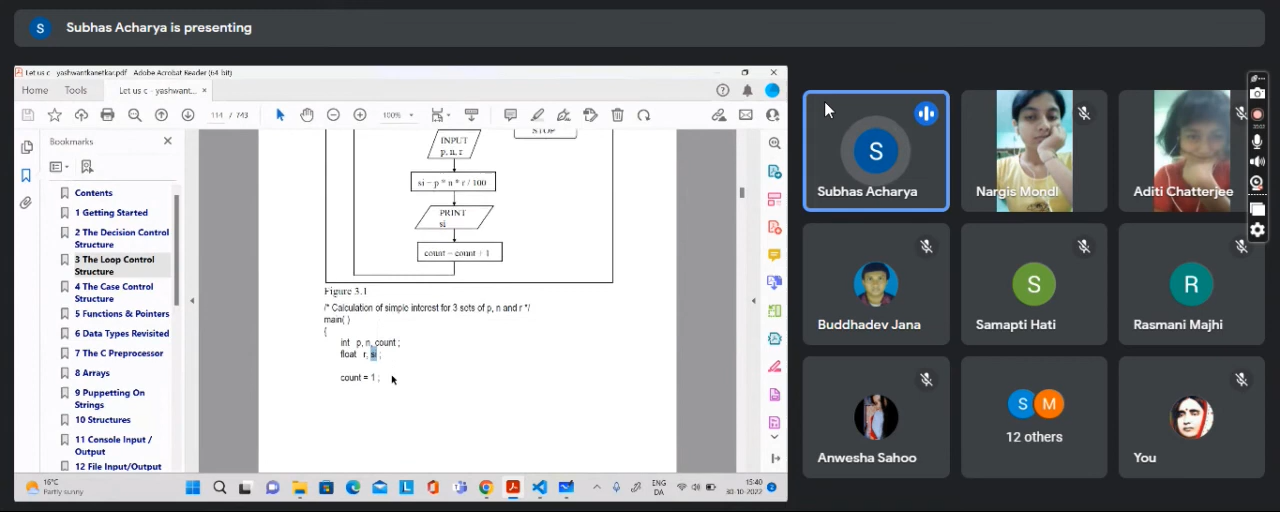 S Subhas Acharya is presenting
Let us c - yashwantkanetkar.pdf - Adobe Acrobat Reader (64-bit)
Home Tools Let us c - yashwant... ×
114 / 743 100%
Bookmarks
Contents
1 Getting Started
2 The Decision Control
Structure
3 The Loop Control
Structure
4 The Case Control
Structure
5 Functions & Pointers
6 Data Types Revisited
7 The C Preprocessor
8 Arrays
9 Puppetting On
Strings
10 Structures
11 Console Input /
Output
12 File Input/Output
STOP
INPUT
p, n, r
si = p * n * r / 100
PRINT
si
count = count + 1
Figure 3.1
/* Calculation of simple interest for 3 sets of p, n and r */
main( )
{
int p, n, count ;
float r, si ;
count = 1 ;
16°C
Partly sunny
ENG
DA
15:40
30-10-2022
S
Subhas Acharya
Nargis Mondl
Aditi Chatterjee
Buddhadev Jana
S
Samapti Hati
R
Rasmani Majhi
Anwesha Sahoo
S M
12 others
You